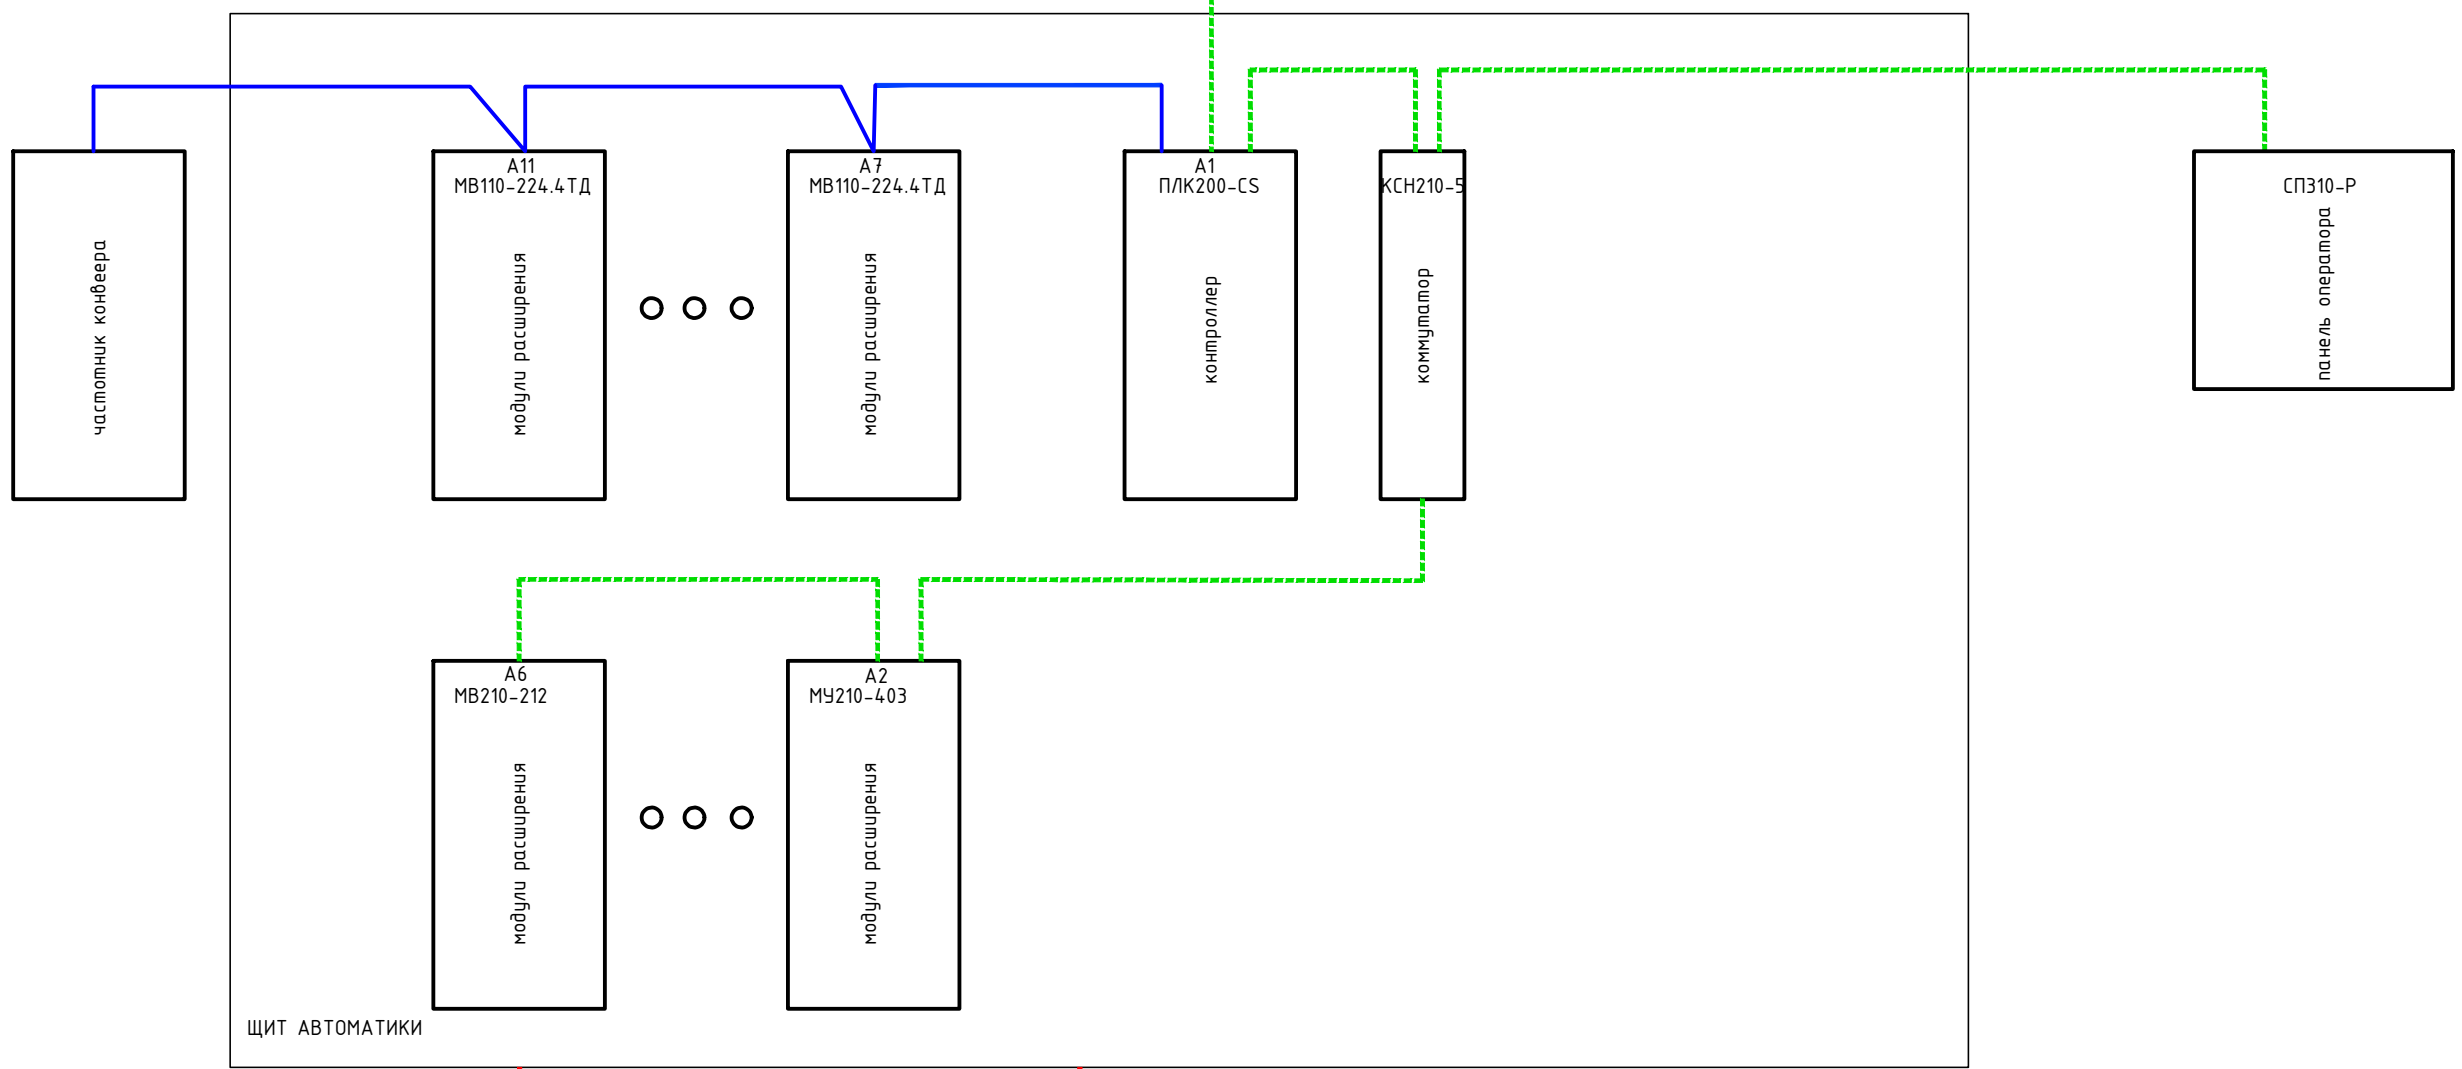 А11
МВ110-224.4ТД
модули расширения
А7
МВ110-224.4ТД
модули расширения
А1
ПЛК200-CS
контроллер
КСН210-5
коммутатор
СП310-Р
панель оператора
частотник конвеера
А6
МВ210-212
модули расширения
А2
МУ210-403
модули расширения
ЩИТ АВТОМАТИКИ